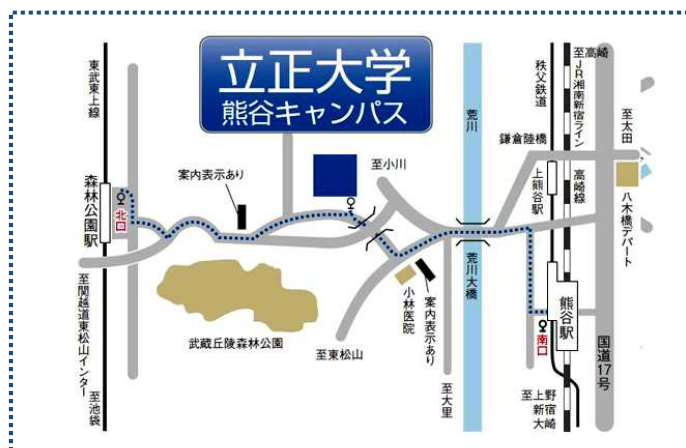 立正大学
熊谷キャンパス
東武東上線
森林公園駅
北口
案内表示あり
至小川
荒川
鎌倉陸橋
秩父鉄道
至高崎
JR湘南新宿ライン
高崎線
至太田
八木橋デパート
上熊谷駅
荒川大橋
小林医院
案内表示あり
武蔵丘陵森林公園
至東松山
至大里
熊谷駅
南口
国道17号
至関越道東松山インター
至池袋
至上野
新宿
大崎